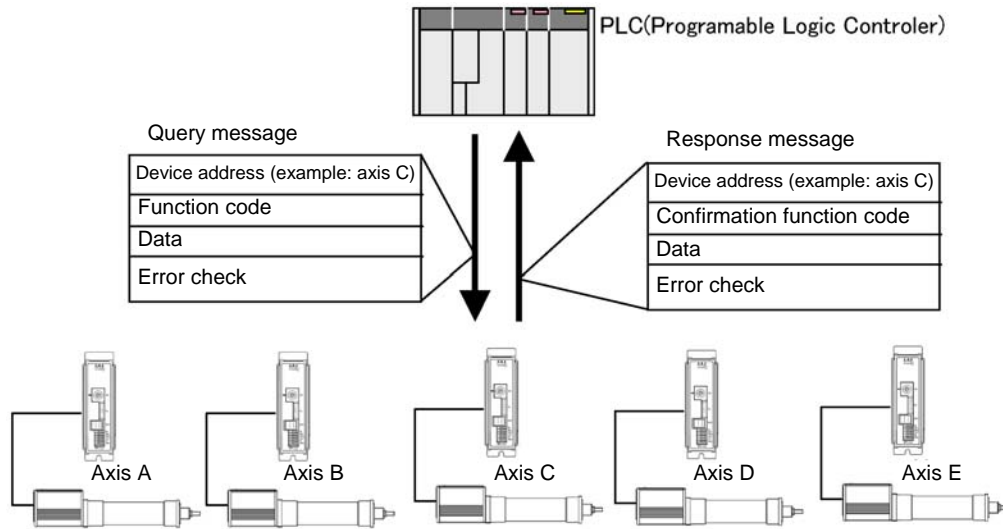 PLC(Programable Logic Controler)
Query message
Device address (example: axis C)
Function code
Data
Error check
Response message
Device address (example: axis C)
Confirmation function code
Data
Error check
Axis A
Axis B
Axis C
Axis D
Axis E